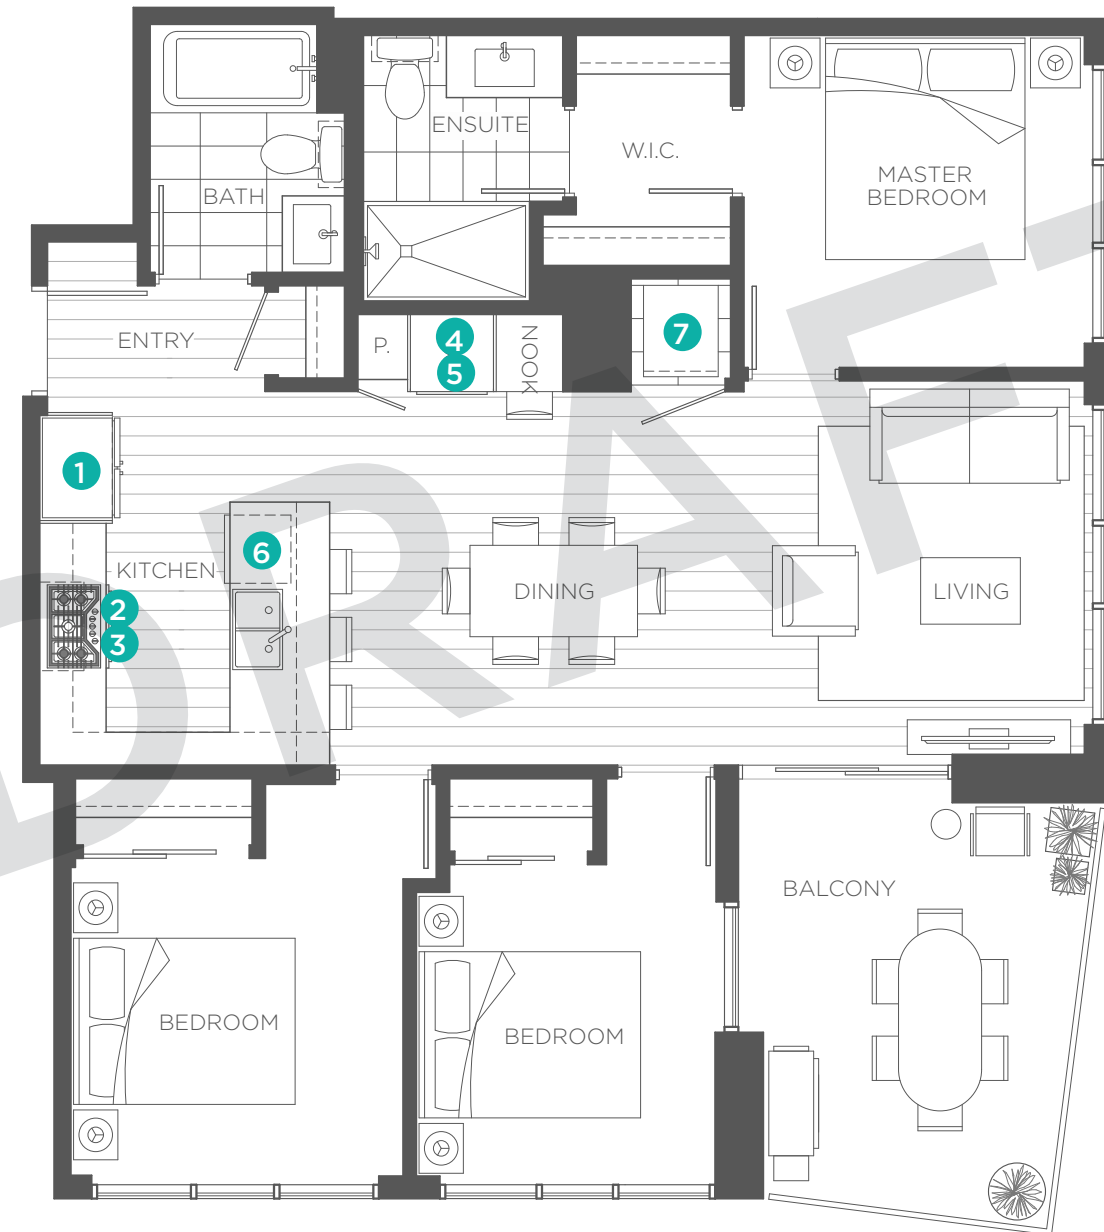 ENSUITE
W.I.C.
MASTER
BEDROOM
BATH
ENTRY
P.
4
5
NOOK
7
1
KITCHEN
6
2
3
DINING
LIVING
DRAFT
BALCONY
BEDROOM
BEDROOM